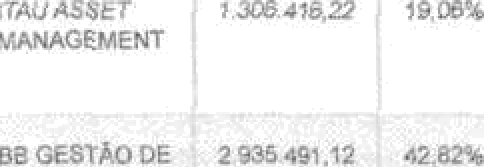 ITAU ASSET 1.306.416,22 19,06%
MANAGEMENT
BB GESTÃO DE 2.935.491,12 42,82%